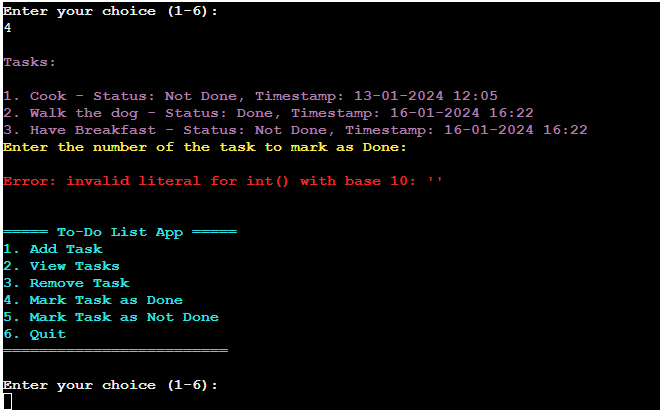 Enter your choice (1-6):
4
Tasks:
1. Cook - Status: Not Done, Timestamp: 13-01-2024 12:05
2. Walk the dog - Status: Done, Timestamp: 16-01-2024 16:22
3. Have Breakfast - Status: Not Done, Timestamp: 16-01-2024 16:22
Enter the number of the task to mark as Done:
Error: invalid literal for int() with base 10: ''
===== To-Do List App =====
1. Add Task
2. View Tasks
3. Remove Task
4. Mark Task as Done
5. Mark Task as Not Done
6. Quit
=========================
Enter your choice (1-6):